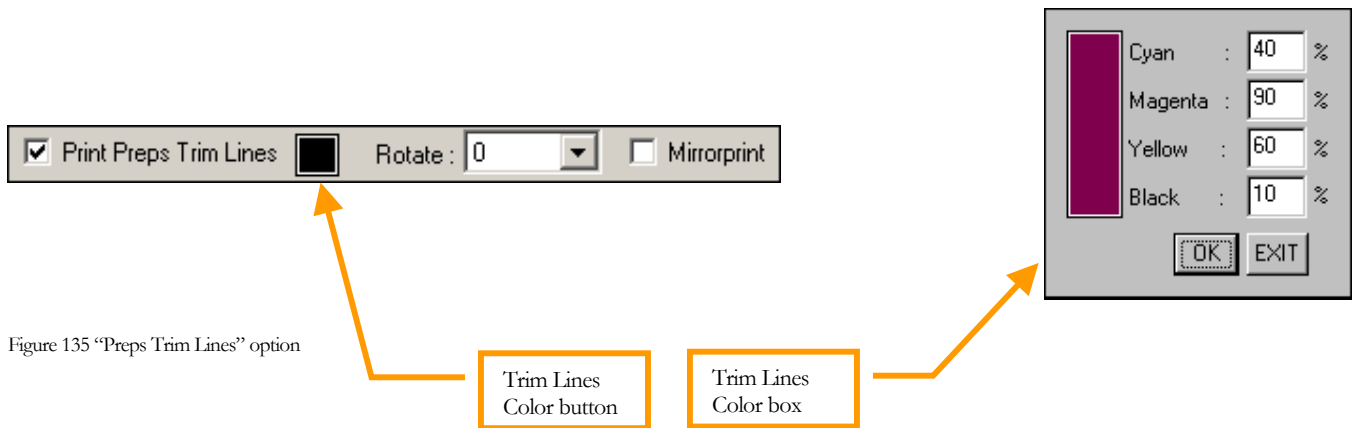 Cyan : 40 %
Magenta : 90 %
Yellow : 60 %
Black : 10 %
OK EXIT
Print Preps Trim Lines Rotate : 0 Mirrorprint
Figure 135 “Preps Trim Lines” option
Trim Lines
Color button
Trim Lines
Color box